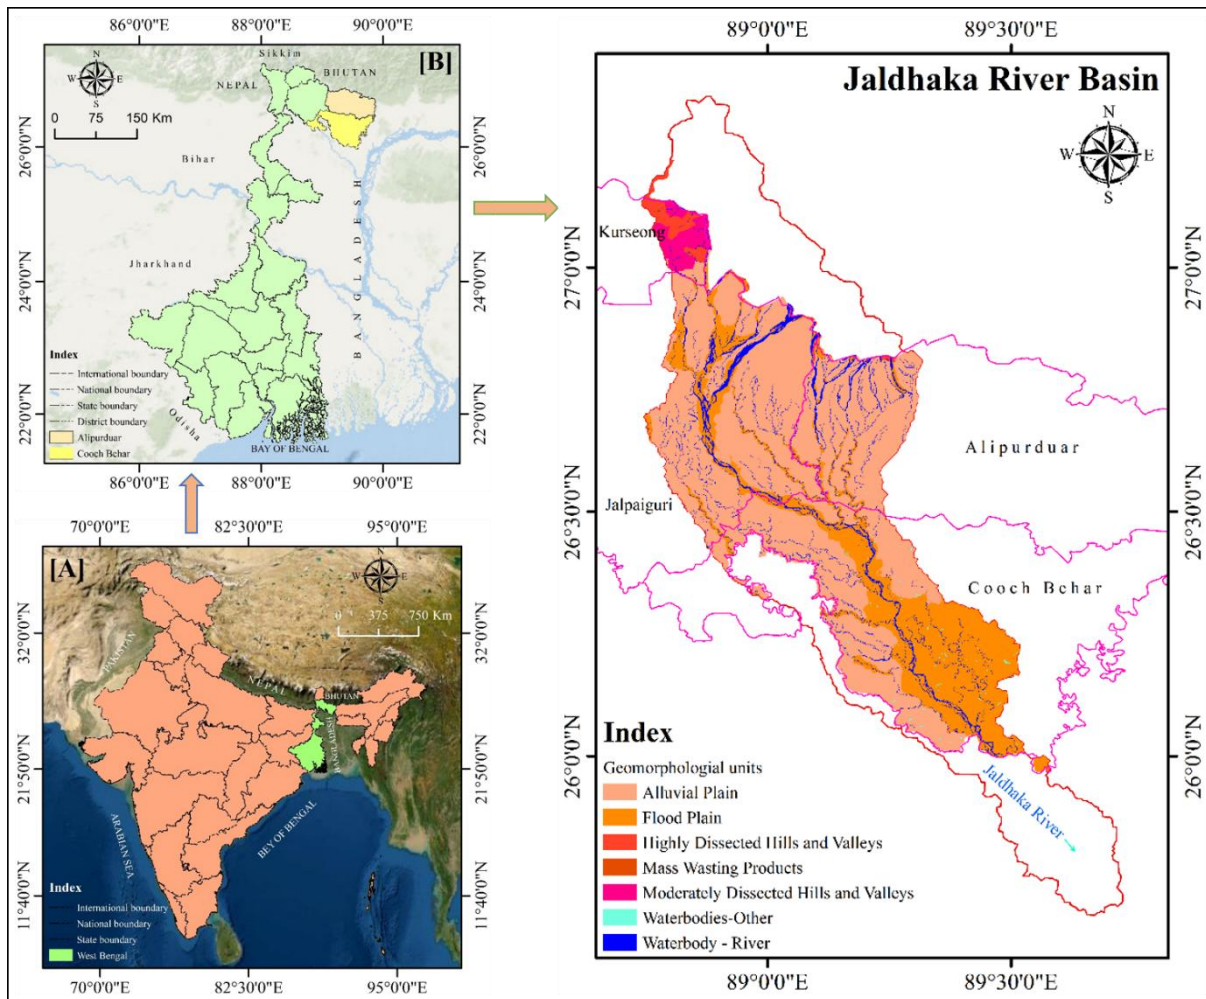 86°0'0"E 88°0'0"E 90°0'0"E
[B]
N
W E
S
0 75 150 Km
Sikkim
NEPAL
BHUTAN
Bihar
Jharkhand
BANGLADESH
Odisha
BAY OF BENGAL
26°0'0"N
24°0'0"N
22°0'0"N
26°0'0"N
24°0'0"N
22°0'0"N
Index
International boundary
National boundary
State boundary
District boundary
Alipurduar
Cooch Behar
86°0'0"E 88°0'0"E 90°0'0"E
70°0'0"E 82°30'0"E 95°0'0"E
[A]
N
W E
S
0 375 750 Km
PAKISTAN
NEPAL
BHUTAN
BANGLADESH
ARABIAN SEA
BEY OF BENGAL
32°0'0"N
21°50'0"N
11°40'0"N
32°0'0"N
21°50'0"N
11°40'0"N
Index
International boundary
National boundary
State boundary
West Bengal
70°0'0"E 82°30'0"E 95°0'0"E
89°0'0"E 89°30'0"E
Jaldhaka River Basin
N
W E
S
Kurseong
Alipurduar
Jalpaiguri
Cooch Bchar
Jaldhaka River
27°0'0"N
26°30'0"N
26°0'0"N
27°0'0"N
26°30'0"N
26°0'0"N
Index
Geomorphologial units
Alluvial Plain
Flood Plain
Highly Dissected Hills and Valleys
Mass Wasting Products
Moderately Dissected Hills and Valleys
Waterbodies-Other
Waterbody - River
89°0'0"E 89°30'0"E